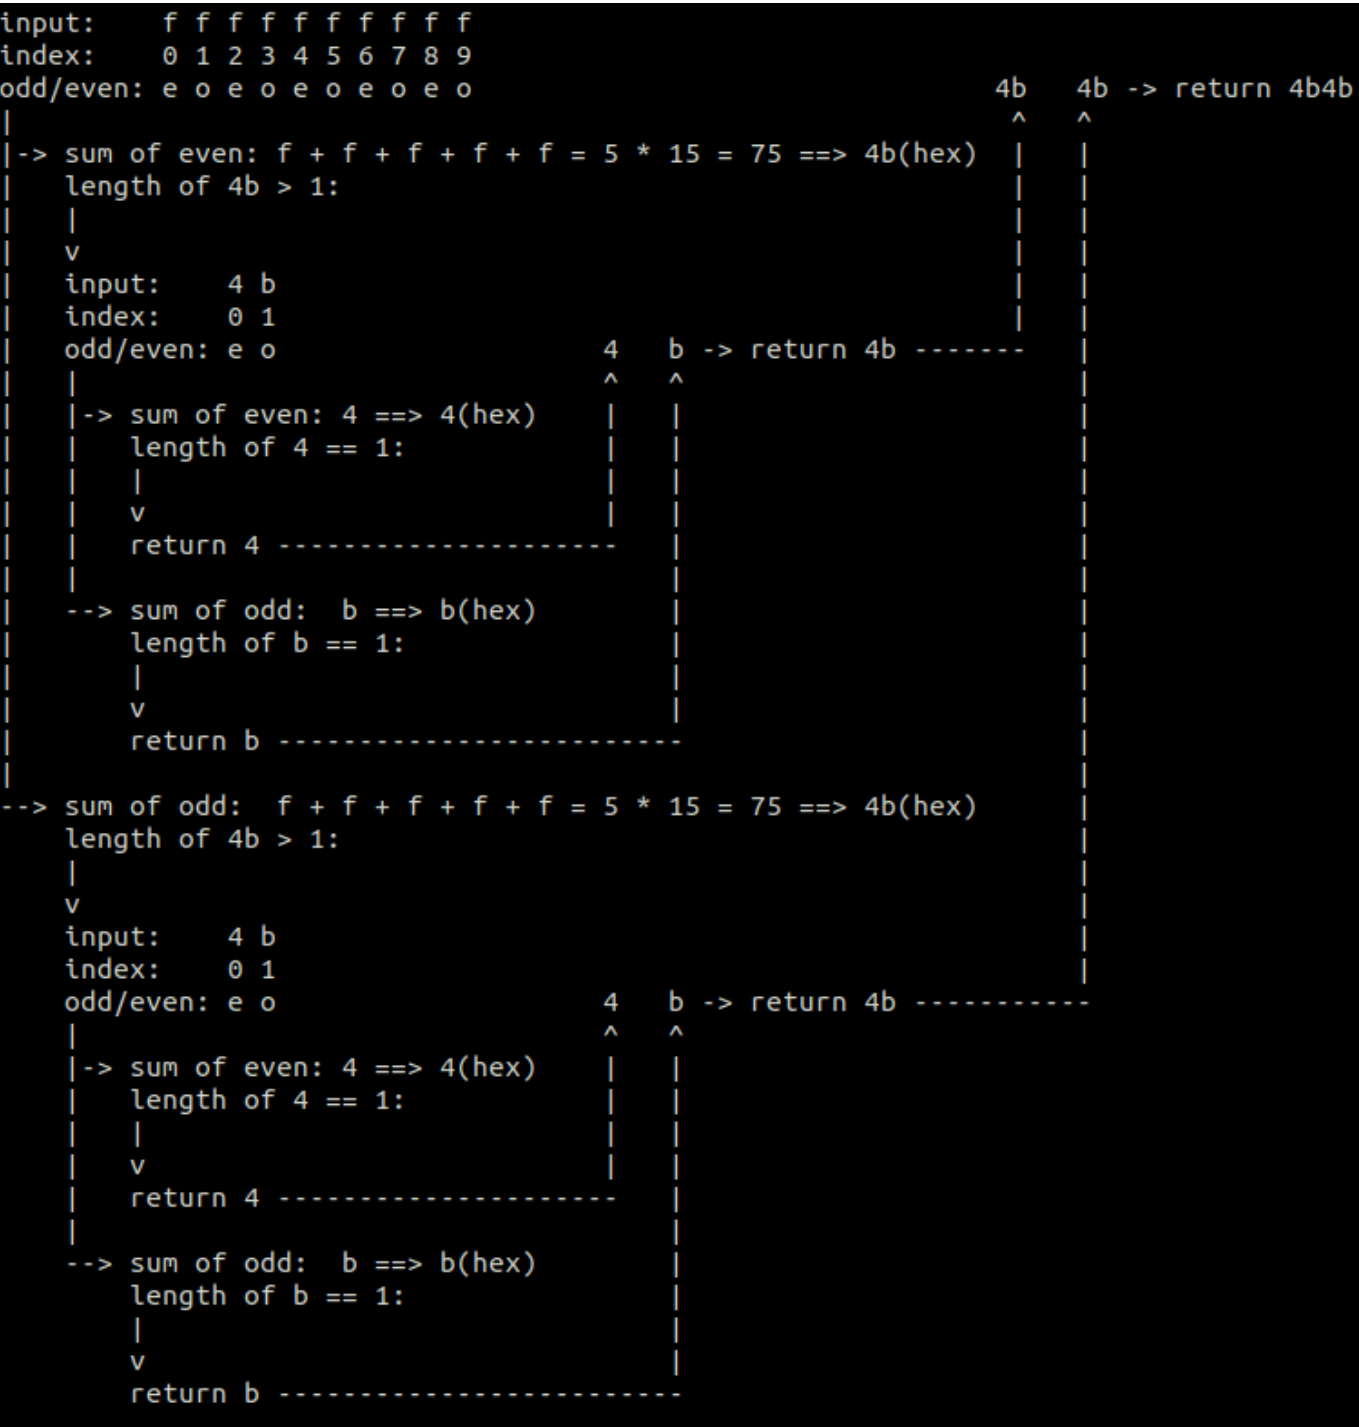 input:    f f f f f f f f f f
index:    0 1 2 3 4 5 6 7 8 9
odd/even: e o e o e o e o e o                                4b   4b -> return 4b4b
|                                                             ^   ^
|-> sum of even: f + f + f + f + f = 5 * 15 = 75 ==> 4b(hex)  |   |
|   length of 4b > 1:                                         |   |
|   |                                                         |   |
|   v                                                         |   |
|   input:    4 b                                             |   |
|   index:    0 1                                             |   |
|   odd/even: e o                    4   b -> return 4b -------   |
|   |                                ^   ^                        |
|   |-> sum of even: 4 ==> 4(hex)    |   |                        |
|   |   length of 4 == 1:            |   |                        |
|   |   |                            |   |                        |
|   |   v                            |   |                        |
|   |   return 4 ---------------------   |                        |
|   |                                    |                        |
|   --> sum of odd:  b ==> b(hex)        |                        |
|       length of b == 1:                |                        |
|       |                                |                        |
|       v                                |                        |
|       return b -------------------------                        |
|                                                                 |
--> sum of odd:  f + f + f + f + f = 5 * 15 = 75 ==> 4b(hex)      |
    length of 4b > 1:                                             |
    |                                                             |
    v                                                             |
    input:    4 b                                                 |
    index:    0 1                                                 |
    odd/even: e o                    4   b -> return 4b -----------
    |                                ^   ^
    |-> sum of even: 4 ==> 4(hex)    |   |
    |   length of 4 == 1:            |   |
    |   |                            |   |
    |   v                            |   |
    |   return 4 ---------------------   |
    |                                    |
    --> sum of odd:  b ==> b(hex)        |
        length of b == 1:                |
        |                                |
        v                                |
        return b -------------------------